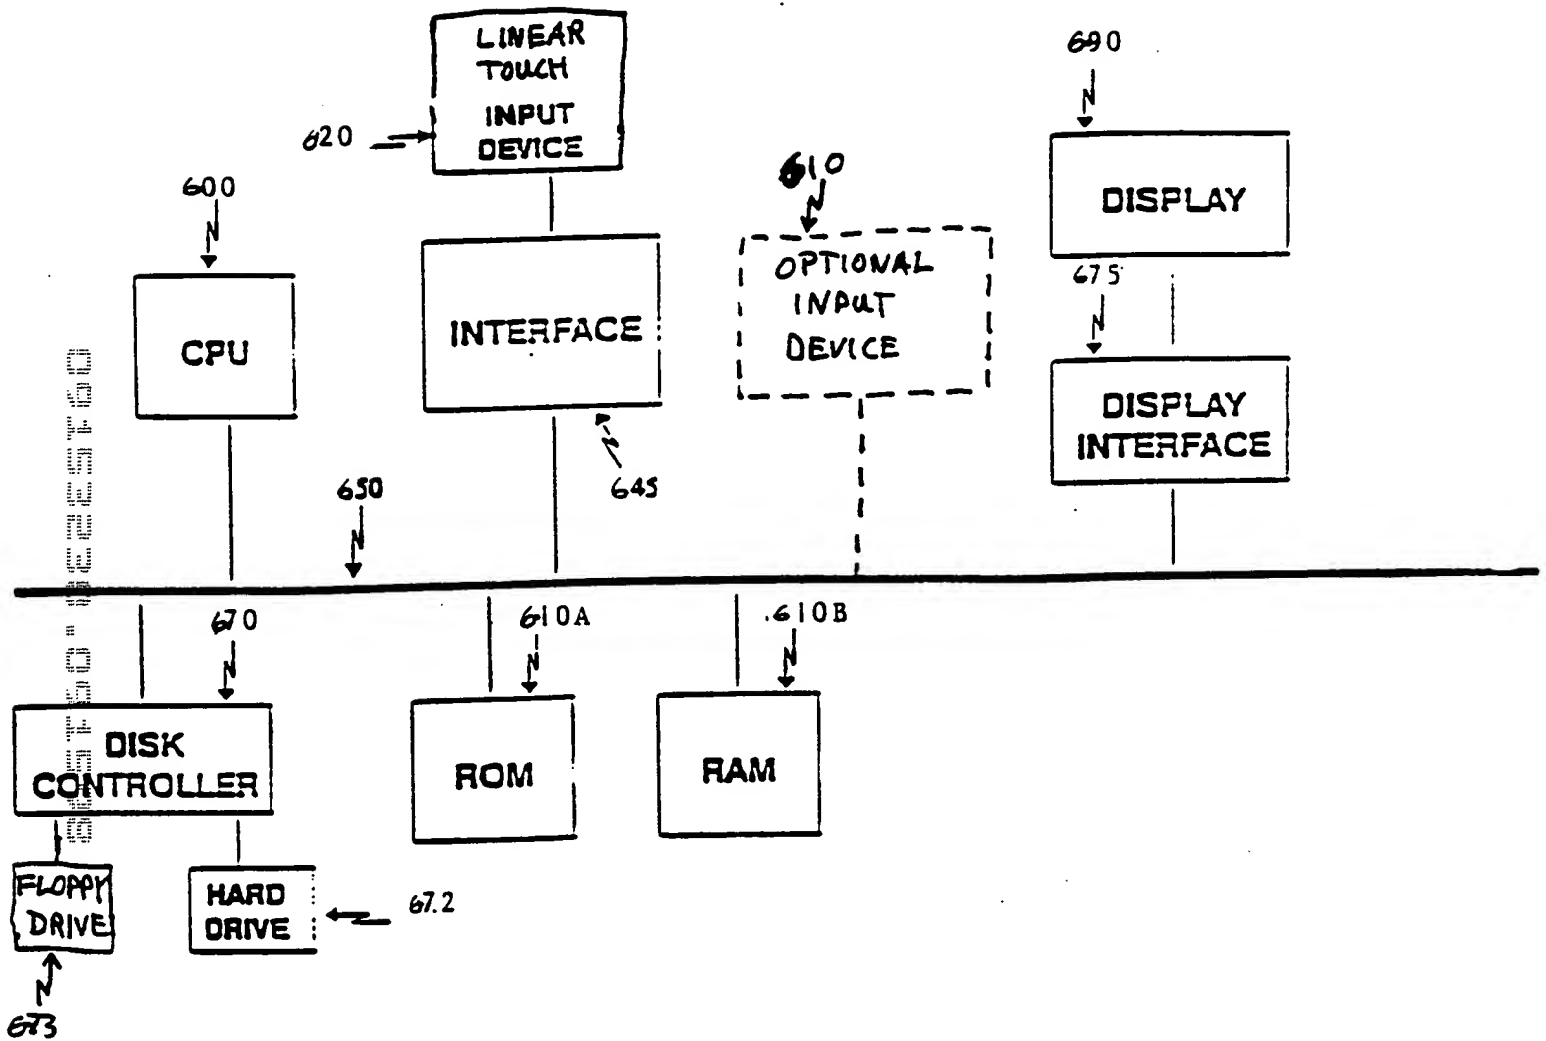 LINEAR
TOUCH
INPUT
DEVICE
620
690
600
610
DISPLAY
OPTIONAL
INPUT
DEVICE
675
INTERFACE
CPU
DISPLAY
INTERFACE
645
650
670
610A
.610B
DISK
CONTROLLER
ROM
RAM
FLOPPY
DRIVE
HARD
DRIVE
67.2
673